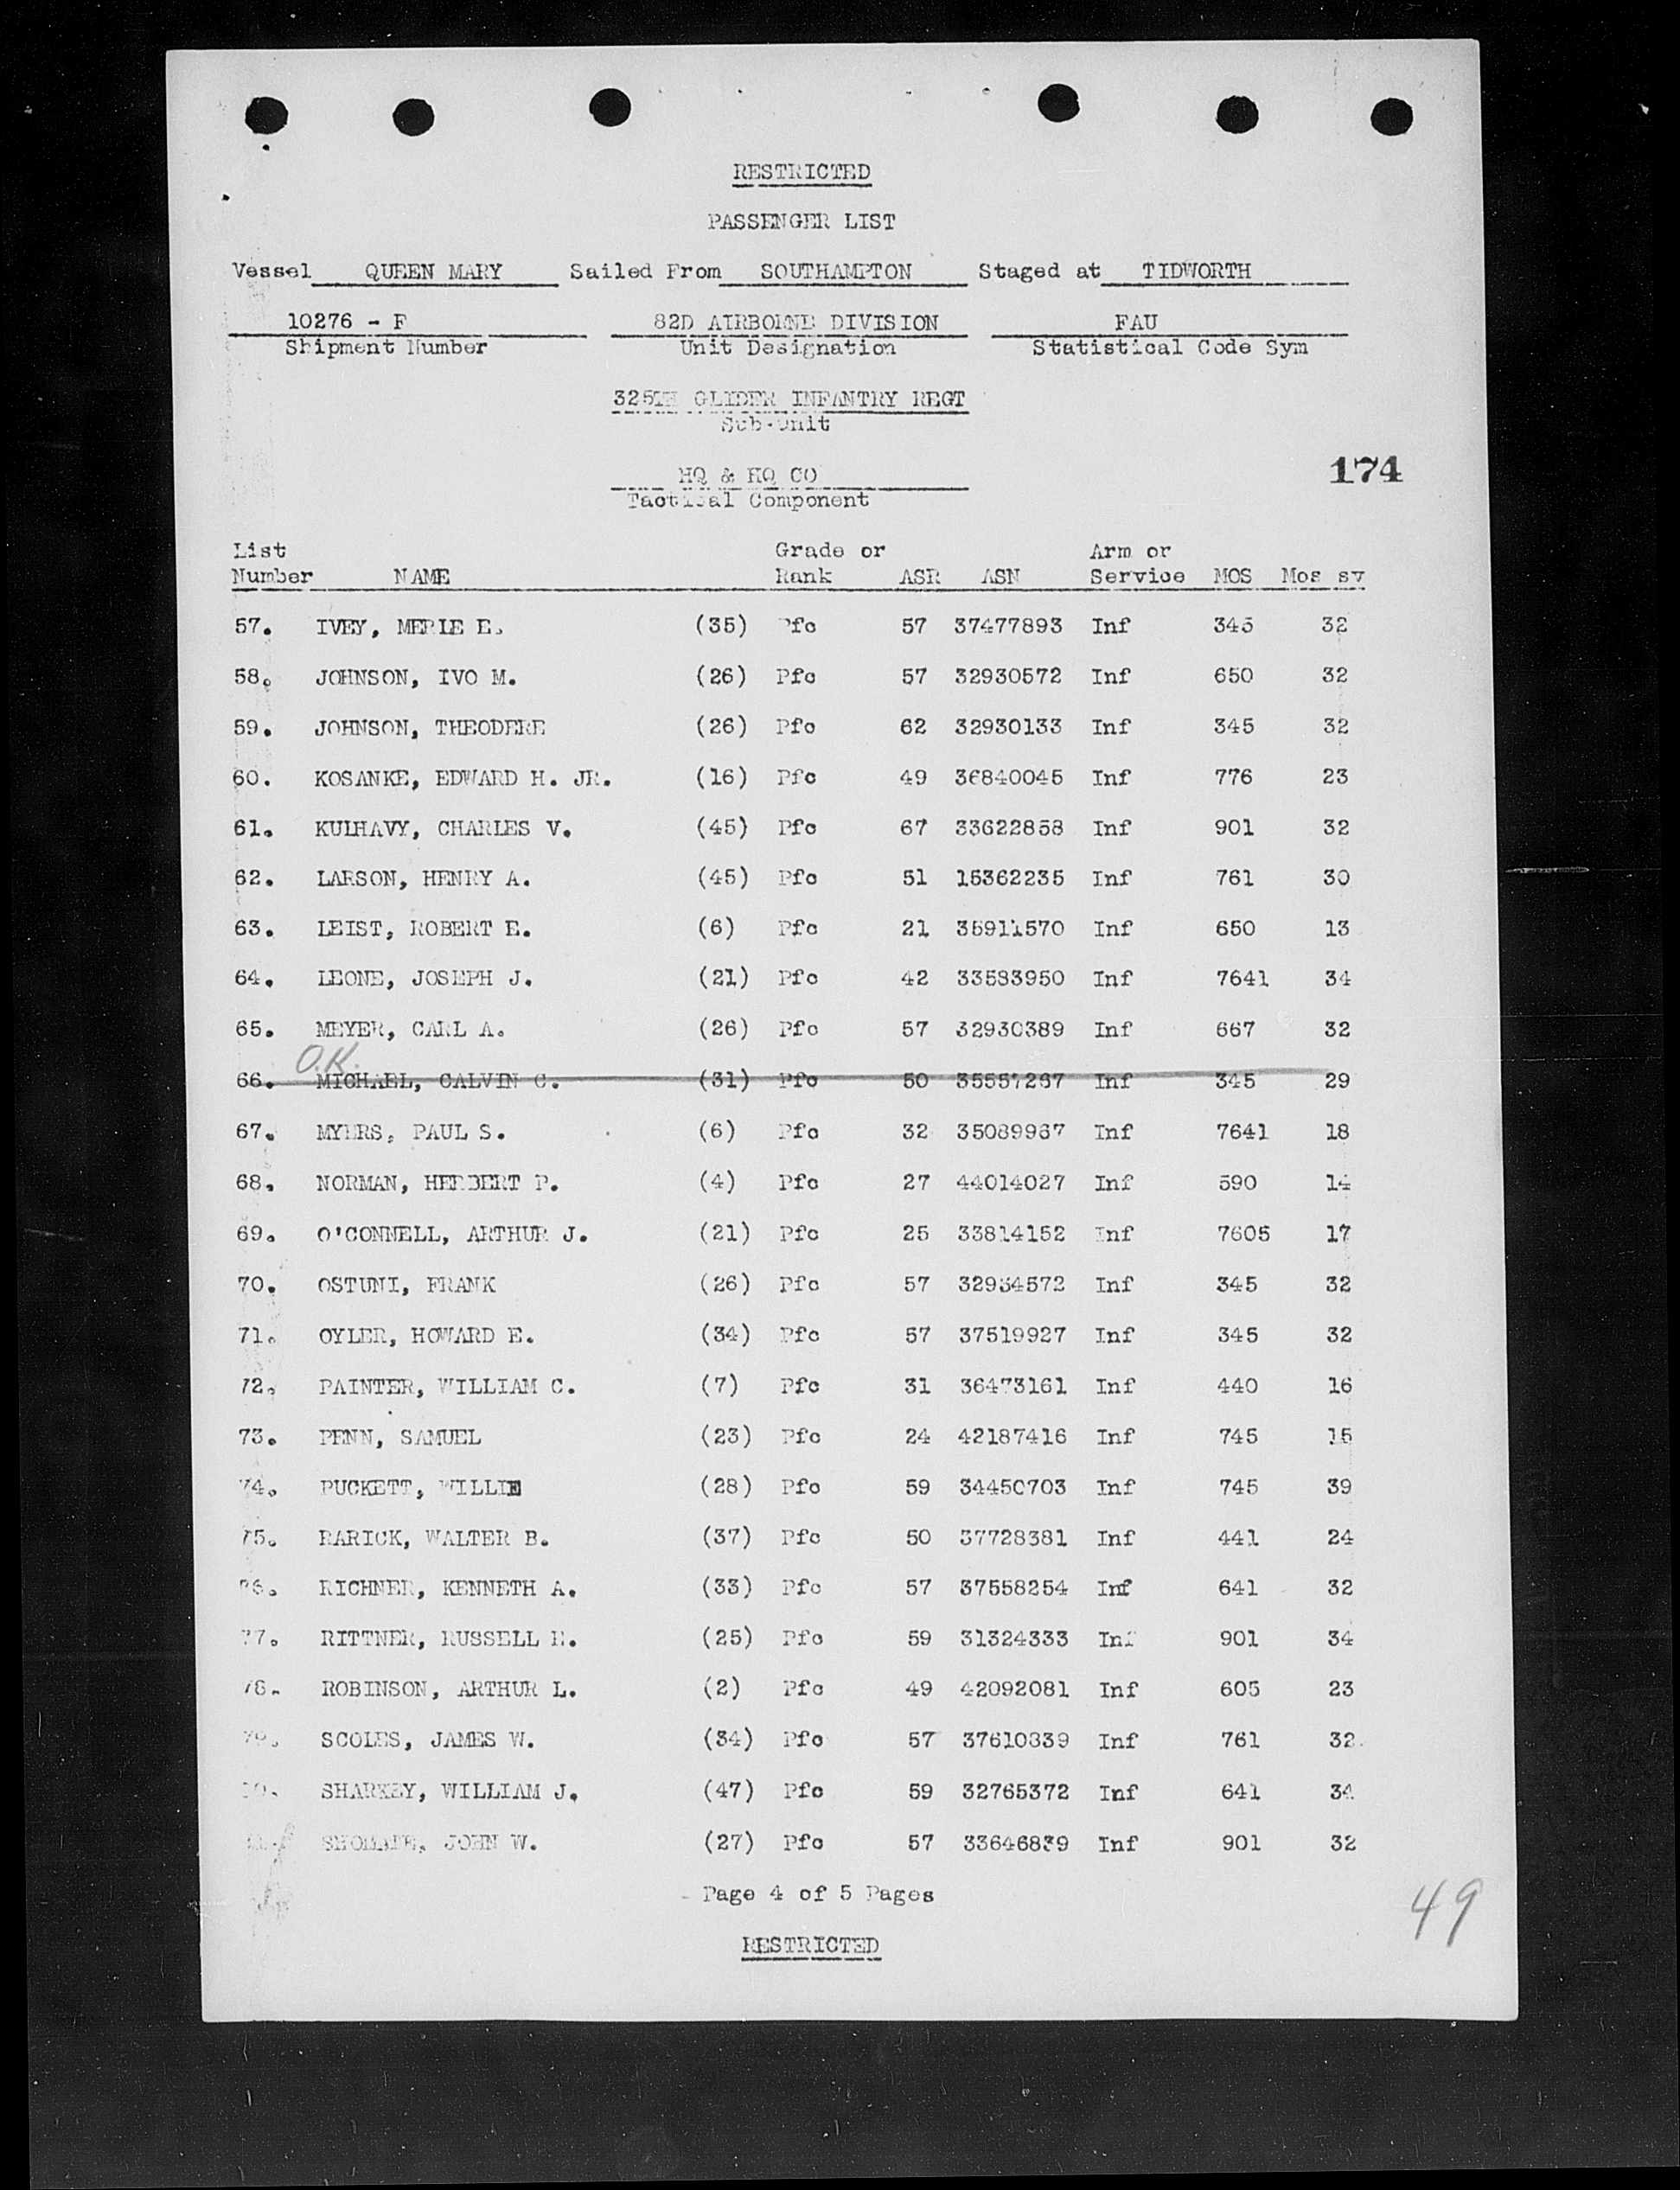 RESTRICTED
PASSENGER LIST
Vessel QUEEN MARY Sailed From SOUTHAMPTON Staged at TIDWORTH
10276 - F 82D AIRBORNE DIVISION FAU
Shipment Number Unit Designation Statistical Code Sym
325TH GLIDER INFANTRY REGT
Sub-Unit
HQ & HQ CO 174
Tactical Component
List Grade or Arm or
Number NAME Rank ASR ASN Service MOS Mos sv
57. IVEY, MERLE E. (35) Pfc 57 37477893 Inf 345 32
58. JOHNSON, IVO M. (26) Pfc 57 32930572 Inf 650 32
59. JOHNSON, THEODERE (26) Pfc 62 32930133 Inf 345 32
60. KOSANKE, EDWARD H. JR. (16) Pfc 49 36840045 Inf 776 23
61. KULHAVY, CHARLES V. (45) Pfc 67 33622858 Inf 901 32
62. LARSON, HENRY A. (45) Pfc 51 15362235 Inf 761 30
63. LEIST, ROBERT E. (6) Pfc 21 35911570 Inf 650 13
64. LEONE, JOSEPH J. (21) Pfc 42 33583950 Inf 7641 34
65. MEYER, CARL A. (26) Pfc 57 32930389 Inf 667 32
O.K.
66. MICHAEL, CALVIN C. (31) Pfc 50 35557267 Inf 345 29
67. MYERS, PAUL S. (6) Pfc 32 35089967 Inf 7641 18
68. NORMAN, HERBERT P. (4) Pfc 27 44014027 Inf 590 14
69. O'CONNELL, ARTHUR J. (21) Pfc 25 33814152 Inf 7605 17
70. OSTUNI, FRANK (26) Pfc 57 32934572 Inf 345 32
71. OYLER, HOWARD E. (34) Pfc 57 37519927 Inf 345 32
72. PAINTER, WILLIAM C. (7) Pfc 31 36473161 Inf 440 16
73. PENN, SAMUEL (23) Pfc 24 42187416 Inf 745 15
74. PUCKETT, WILLIE (28) Pfc 59 34450703 Inf 745 39
75. RARICK, WALTER B. (37) Pfc 50 37728381 Inf 441 24
76. RICHNER, KENNETH A. (33) Pfc 57 37558254 Inf 641 32
77. RITTNER, RUSSELL E. (25) Pfc 59 31324333 Inf 901 34
78. ROBINSON, ARTHUR L. (2) Pfc 49 42092081 Inf 605 23
79. SCOLES, JAMES W. (34) Pfc 57 37610839 Inf 761 32
80. SHARKEY, WILLIAM J. (47) Pfc 59 32765372 Inf 641 34
JOHN W. (27) Pfc 57 33646839 Inf 901 32
Page 4 of 5 Pages
49
RESTRICTED